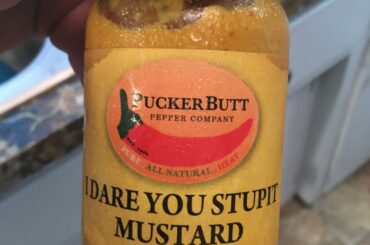 PUCKERBUTT
PEPPER COMPANY
PURE. ALL NATURAL. HEAT
I DARE YOU STUPIT
MUSTARD